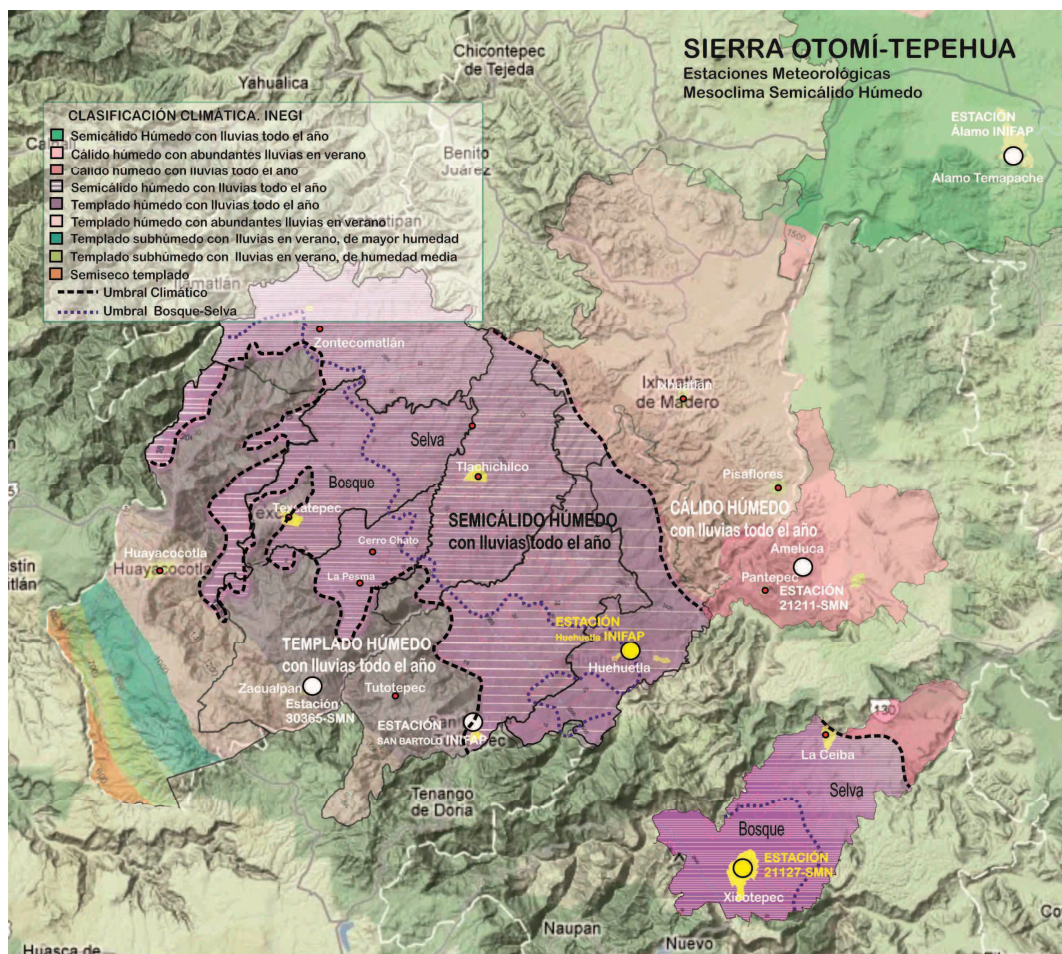 SIERRA OTOMÍ-TEPEHUA
Estaciones Meteorológicas
Mesoclima Semicálido Húmedo
Chicontepec
de Tejeda
Yahualica
CLASIFICACIÓN CLIMÁTICA. INEGI
Semicálido Húmedo con lluvias todo el año
Cálido húmedo con abundantes lluvias en verano
Cálido húmedo con lluvias todo el año
Semicálido húmedo con lluvias todo el año
Templado húmedo con lluvias todo el año
Templado húmedo con abundantes lluvias en verano
Templado subhúmedo con lluvias en verano, de mayor humedad
Templado subhúmedo con lluvias en verano, de humedad media
Semiseco templado
Umbral Climático
Umbral Bosque-Selva
Benito
Juárez
ESTACIÓN
Álamo INIFAP
Alamo Temapache
1500
Zontecomatlán
Ixhuatlan
de Madero
Selva
Tlachichilco
Bosque
Texcatepec
Pisaflores
SEMICÁLIDO HÚMEDO
con lluvias todo el año
CÁLIDO HÚMEDO
con lluvias todo el año
Cerro Chato
La Pesma
Huayacocotla
Huayacocotla
Ameluca
Pantepec
ESTACIÓN
21211-SMN
ESTACIÓN
Huehuetla INIFAP
Huehuetla
TEMPLADO HÚMEDO
con lluvias todo el año
Zacualpan
Estación
30365-SMN
Tutotepec
ESTACIÓN
SAN BARTOLO INIFAP
Tenango
de Doria
130
La Ceiba
Selva
Bosque
ESTACIÓN
21127-SMN
Xicotepec
Naupan
Nuevo
Huasca de